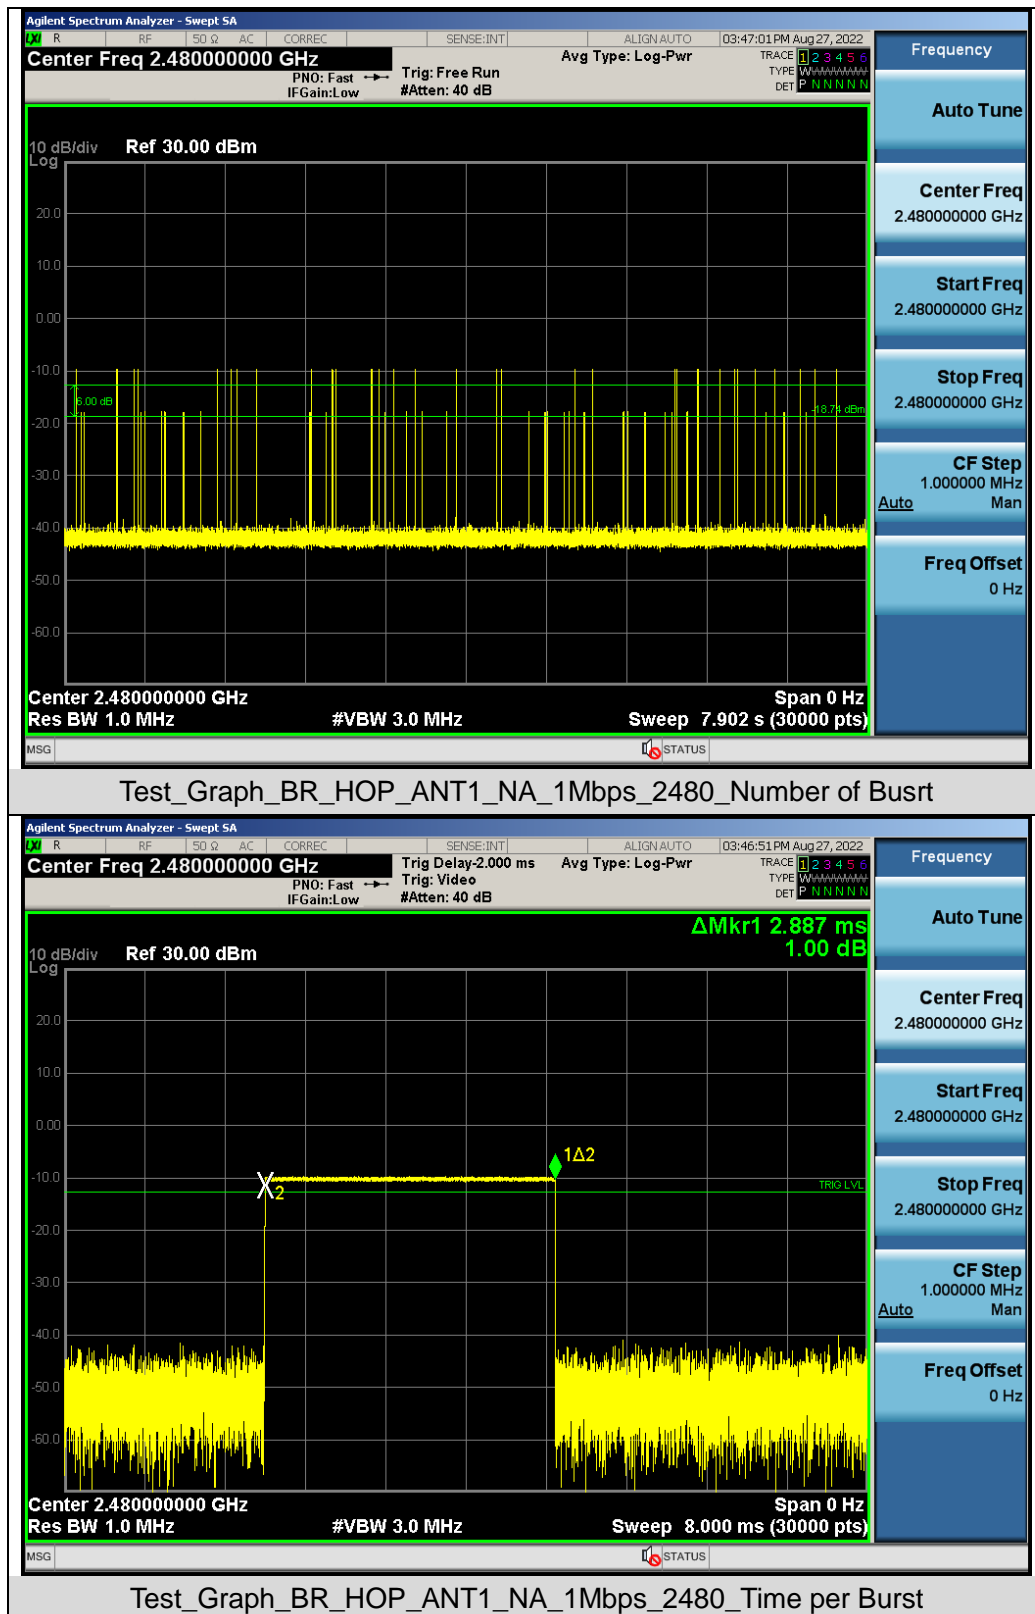 Agilent Spectrum Analyzer - Swept SA
LXI R RF 50 Ω AC CORREC SENSE:INT ALIGN AUTO 03:47:01 PM Aug 27, 2022
Center Freq 2.480000000 GHz
PNO: Fast
IFGain:Low
Trig: Free Run
#Atten: 40 dB
Avg Type: Log-Pwr
TRACE 1 2 3 4 5 6
TYPE W
DET P N N N N N
10 dB/div Ref 30.00 dBm
Log
20.0
10.0
0.00
-10.0
6.00 dB
-18.74 dBm
-20.0
-30.0
-40.0
-50.0
-60.0
Center 2.480000000 GHz Span 0 Hz
Res BW 1.0 MHz #VBW 3.0 MHz Sweep 7.902 s (30000 pts)
MSG STATUS
Frequency
Auto Tune
Center Freq
2.480000000 GHz
Start Freq
2.480000000 GHz
Stop Freq
2.480000000 GHz
CF Step
1.000000 MHz
Auto Man
Freq Offset
0 Hz
Test_Graph_BR_HOP_ANT1_NA_1Mbps_2480_Number of Busrt
Agilent Spectrum Analyzer - Swept SA
LXI R RF 50 Ω AC CORREC SENSE:INT ALIGN AUTO 03:46:51 PM Aug 27, 2022
Center Freq 2.480000000 GHz
PNO: Fast
IFGain:Low
Trig Delay-2.000 ms
Trig: Video
#Atten: 40 dB
Avg Type: Log-Pwr
TRACE 1 2 3 4 5 6
TYPE W
DET P N N N N N
ΔMkr1 2.887 ms
1.00 dB
10 dB/div Ref 30.00 dBm
Log
20.0
10.0
0.00
1Δ2
-10.0
2
TRIG LVL
-20.0
-30.0
-40.0
-50.0
-60.0
Center 2.480000000 GHz Span 0 Hz
Res BW 1.0 MHz #VBW 3.0 MHz Sweep 8.000 ms (30000 pts)
MSG STATUS
Frequency
Auto Tune
Center Freq
2.480000000 GHz
Start Freq
2.480000000 GHz
Stop Freq
2.480000000 GHz
CF Step
1.000000 MHz
Auto Man
Freq Offset
0 Hz
Test_Graph_BR_HOP_ANT1_NA_1Mbps_2480_Time per Burst